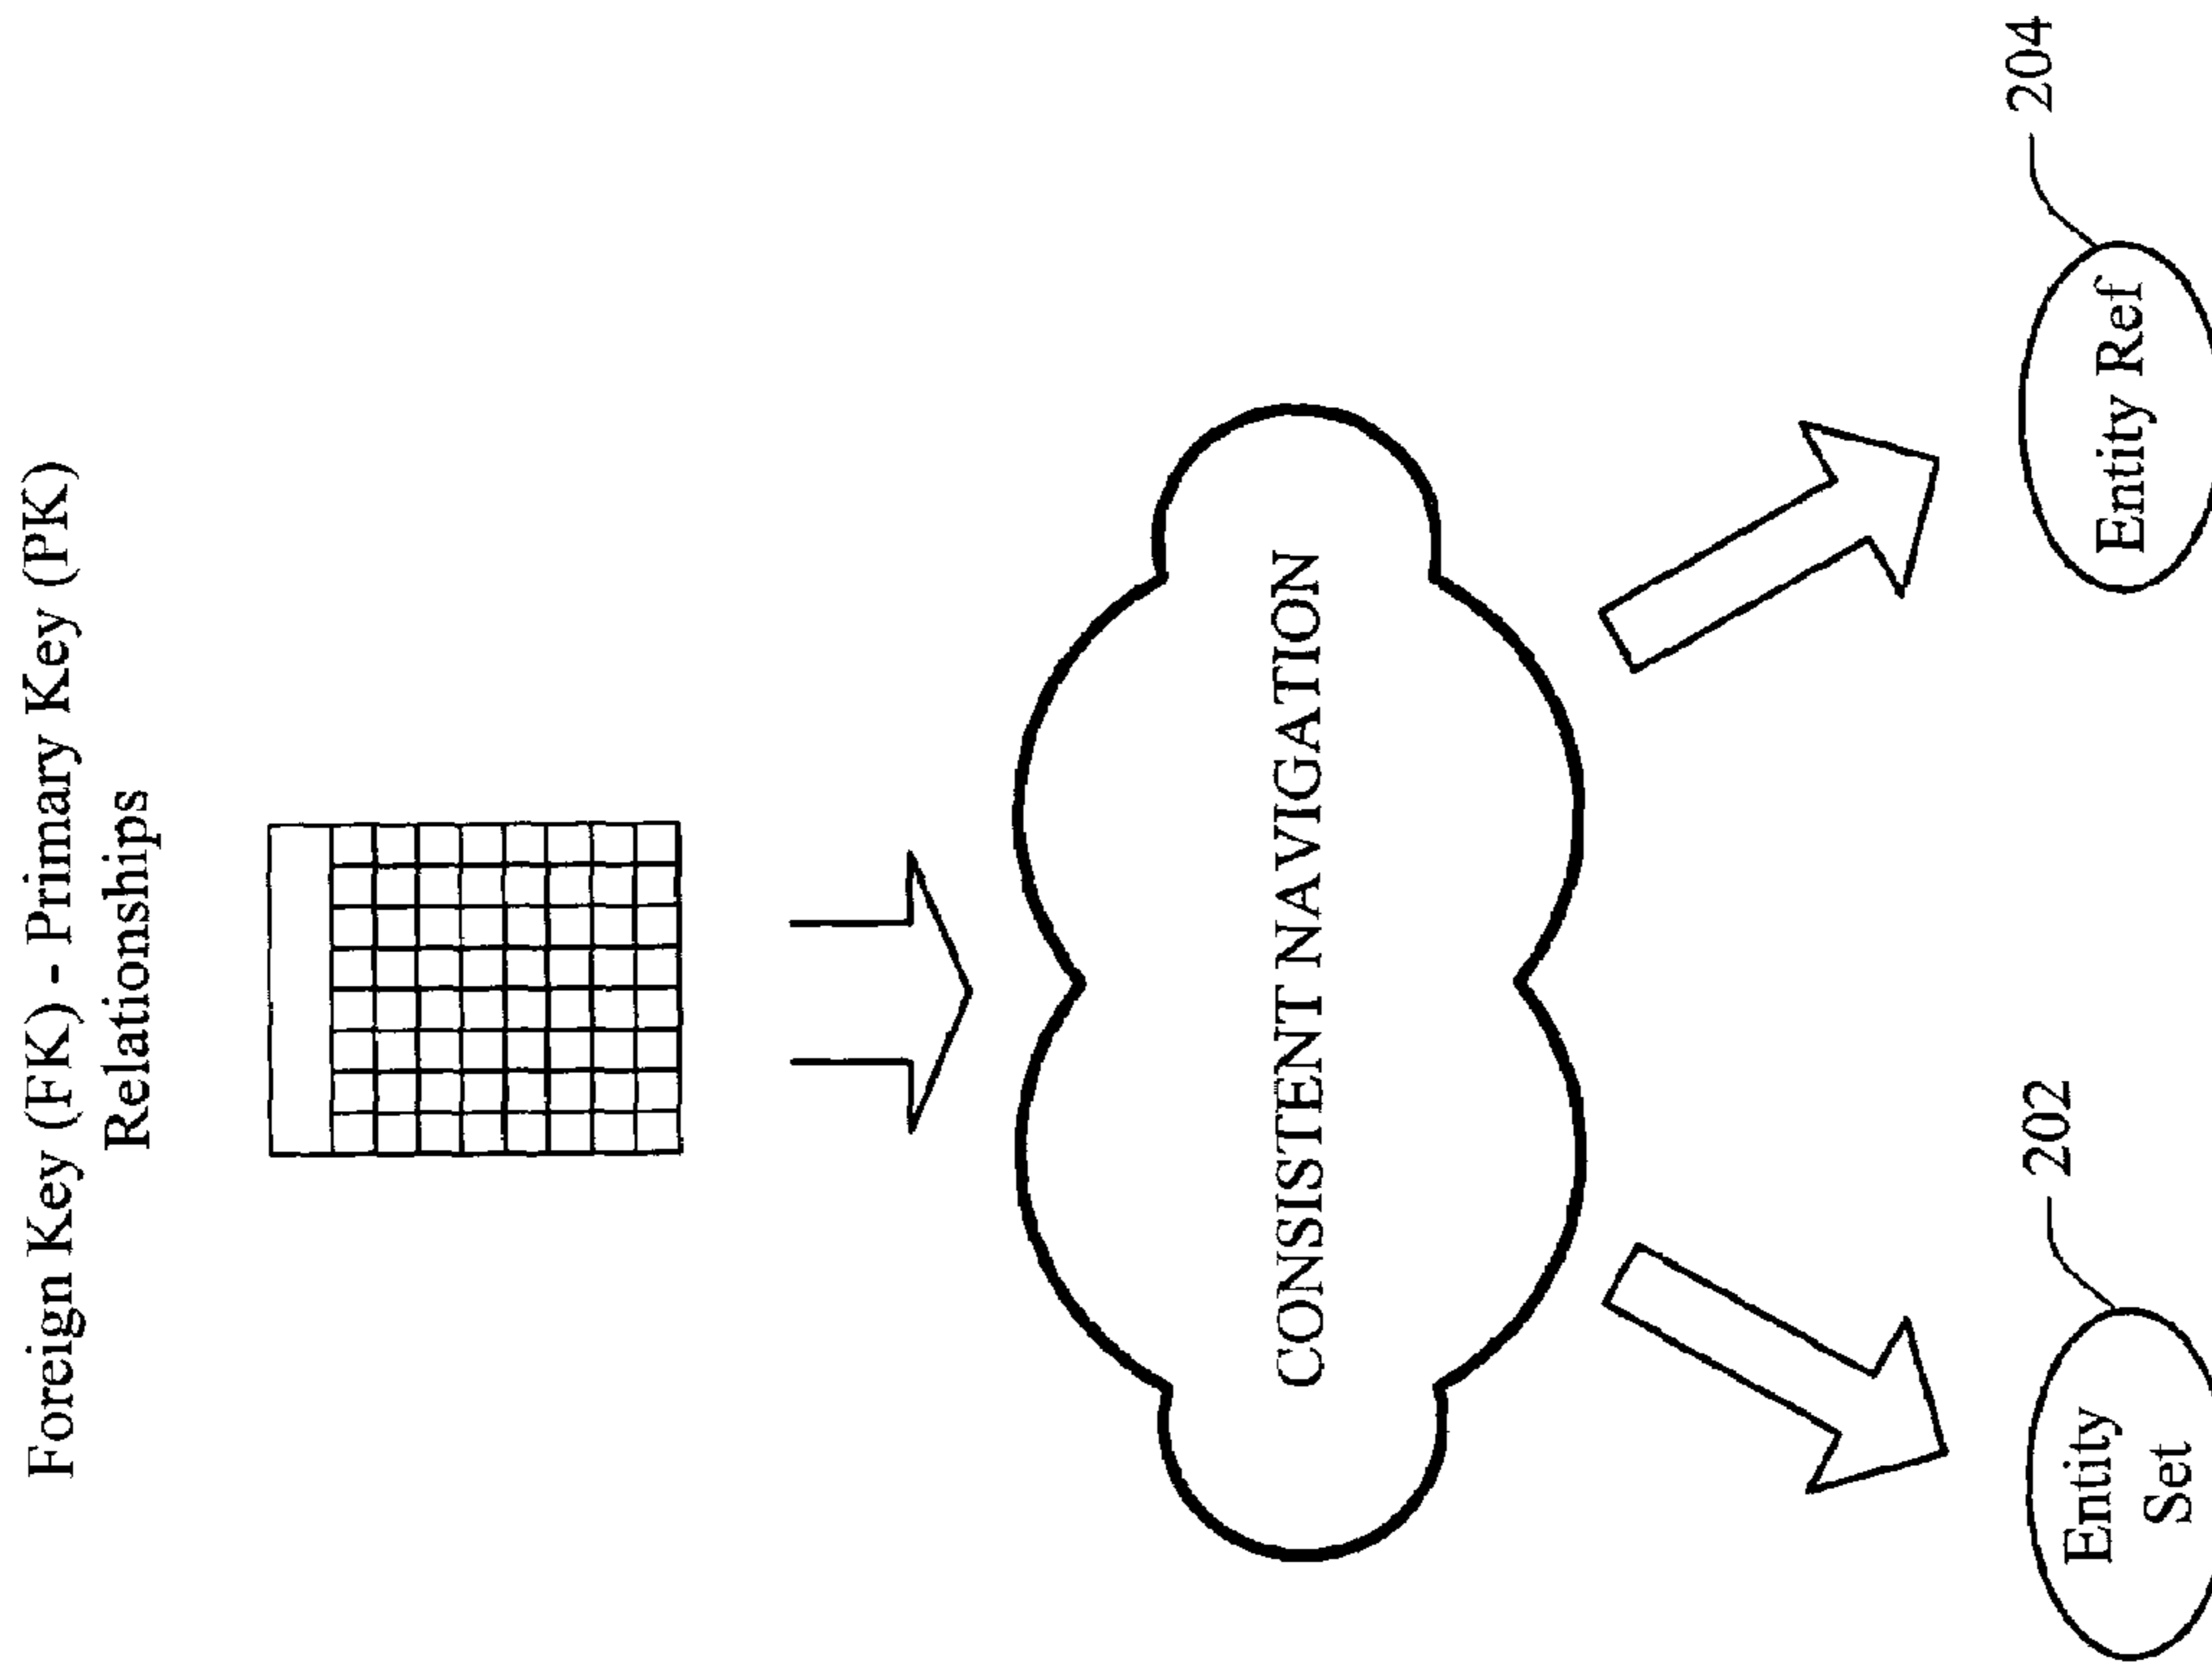 Foreign Key (FK) - Primary Key (PK)
Relationships
CONSISTENT NAVIGATION
202
204
Entity
Set
Entity Ref